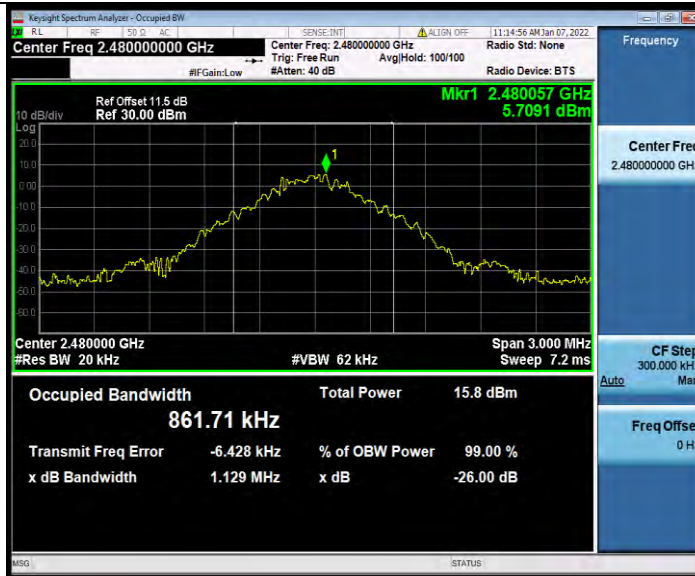 Keysight Spectrum Analyzer - Occupied BW
RL RF 50 Ω AC SENSE:INT ALIGN OFF 11:14:56 AM Jan 07, 2022
Center Freq 2.480000000 GHz
Center Freq: 2.480000000 GHz
Radio Std: None
Trig: Free Run Avg|Hold: 100/100
#IFGain:Low #Atten: 40 dB Radio Device: BTS
Frequency
Ref Offset 11.5 dB
10 dB/div Ref 30.00 dBm
Mkr1 2.480057 GHz
5.7091 dBm
Log
20.0
10.0
0.00
-10.0
-20.0
-30.0
-40.0
-50.0
-60.0
1
Center 2.480000 GHz Span 3.000 MHz
#Res BW 20 kHz #VBW 62 kHz Sweep 7.2 ms
Center Freq
2.480000000 GHz
CF Step
300.000 kH
Auto Man
Freq Offse
0 H
Occupied Bandwidth Total Power 15.8 dBm
861.71 kHz
Transmit Freq Error -6.428 kHz % of OBW Power 99.00 %
x dB Bandwidth 1.129 MHz x dB -26.00 dB
MSG STATUS